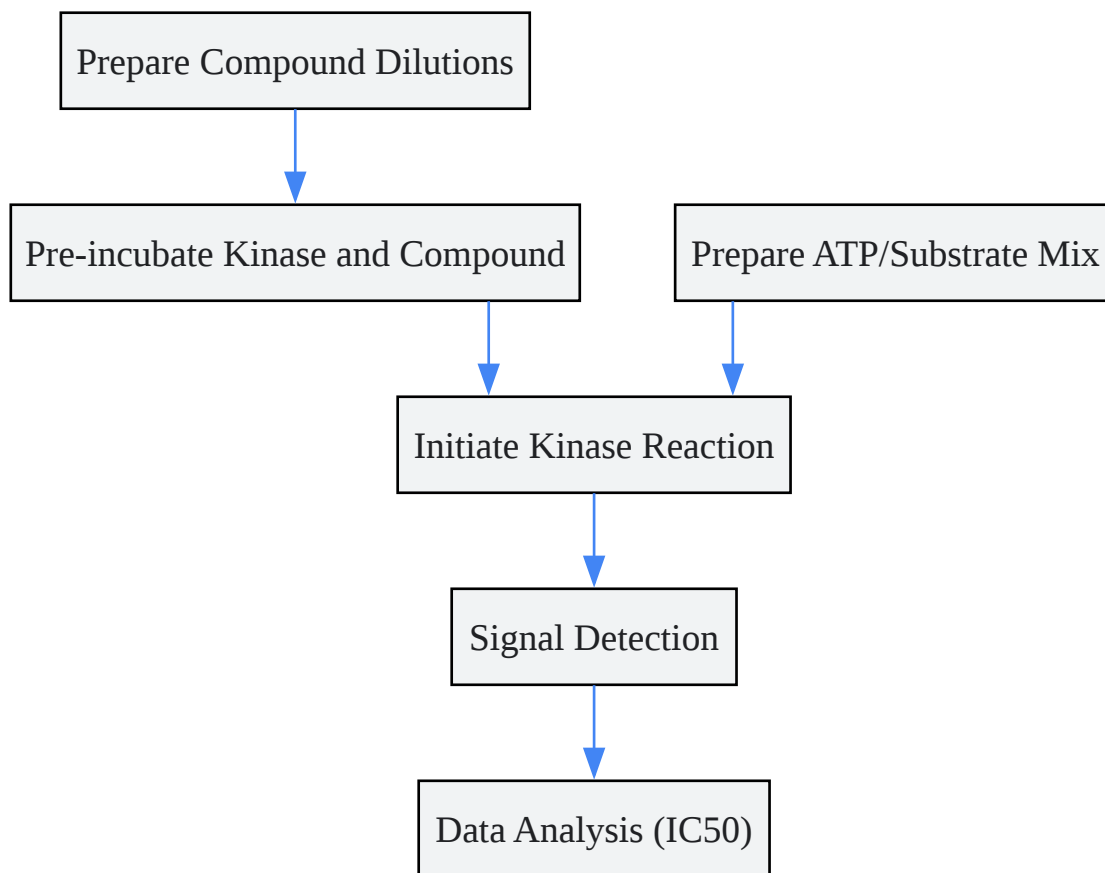 Prepare Compound Dilutions
Pre-incubate Kinase and Compound
Prepare ATP/Substrate Mix
Initiate Kinase Reaction
Signal Detection
Data Analysis (IC50)